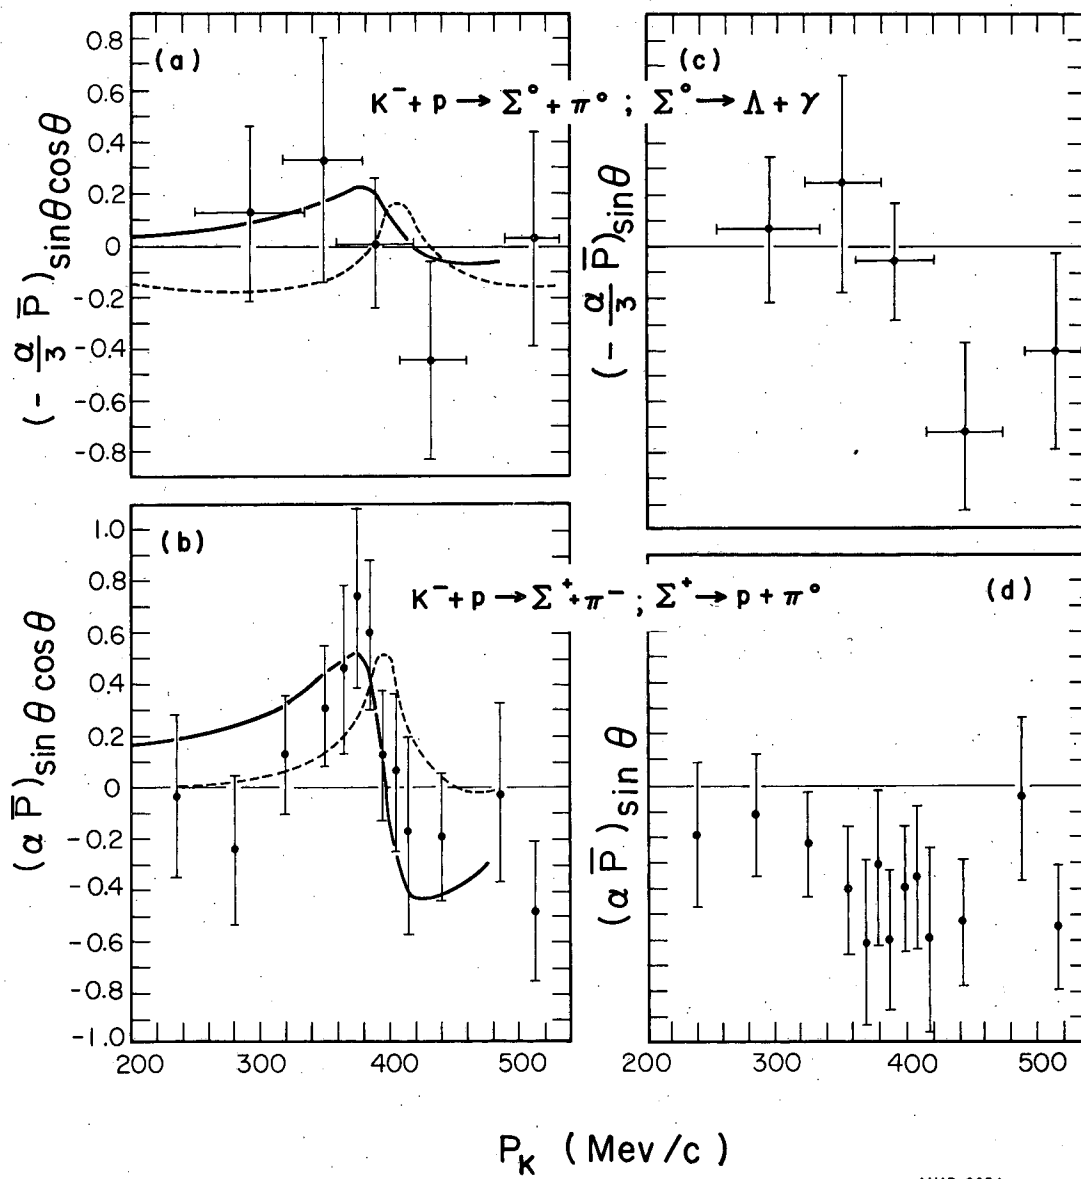 (a)
(c)
K⁻ + p → Σ° + π° ; Σ° → Λ + γ
(- α/3 P̅) sinθ cosθ
0.8
0.6
0.4
0.2
0
-0.2
-0.4
-0.6
-0.8
(- α/3 P̅) sinθ
(b)
(d)
K⁻ + p → Σ⁺ + π⁻ ; Σ⁺ → p + π°
(α P̅) sin θ cos θ
1.0
0.8
0.6
0.4
0.2
0
-0.2
-0.4
-0.6
-0.8
-1.0
(α P̅) sin θ
200 300 400 500
200 300 400 500
P_K (Mev/c)